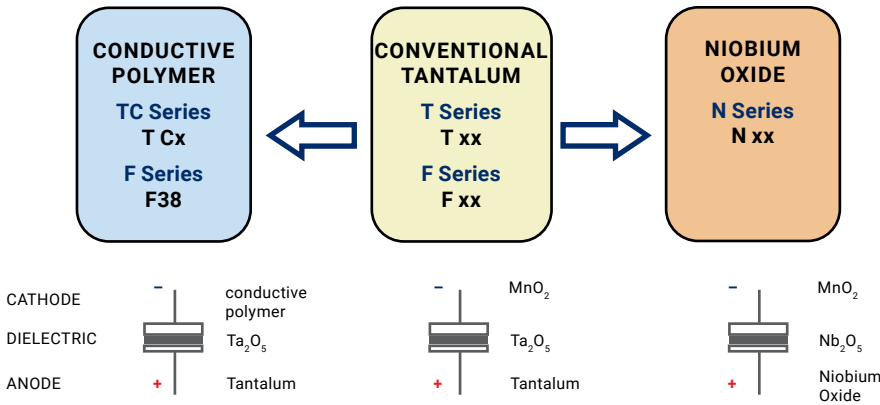 CONDUCTIVE
POLYMER
TC Series
T Cx
F Series
F38
CONVENTIONAL
TANTALUM
T Series
T xx
F Series
F xx
NIOBIUM
OXIDE
N Series
N xx
CATHODE
–
conductive
polymer
–
MnO₂
–
MnO₂
DIELECTRIC
Ta₂O₅
Ta₂O₅
Nb₂O₅
ANODE
+
Tantalum
+
Tantalum
+
Niobium
Oxide